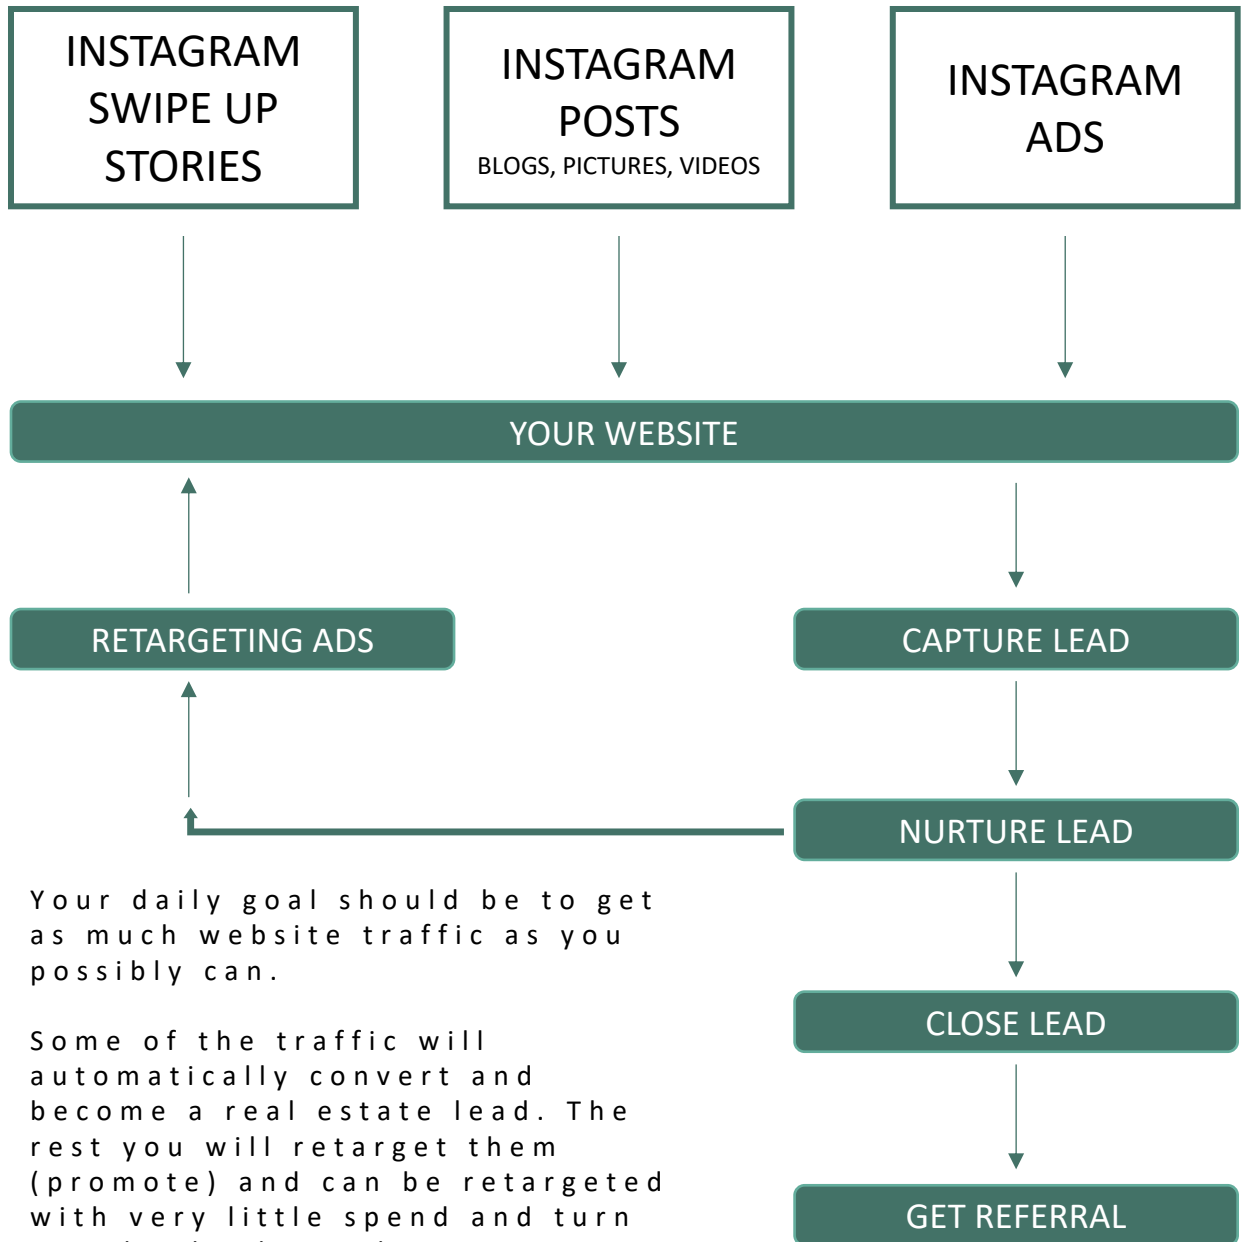 INSTAGRAM
SWIPE UP
STORIES
INSTAGRAM
POSTS
BLOGS, PICTURES, VIDEOS
INSTAGRAM
ADS
YOUR WEBSITE
RETARGETING ADS
CAPTURE LEAD
NURTURE LEAD
CLOSE LEAD
GET REFERRAL
Your daily goal should be to get
as much website traffic as you
possibly can.
Some of the traffic will
automatically convert and
become a real estate lead. The
rest you will retarget them
(promote) and can be retargeted
with very little spend and turn